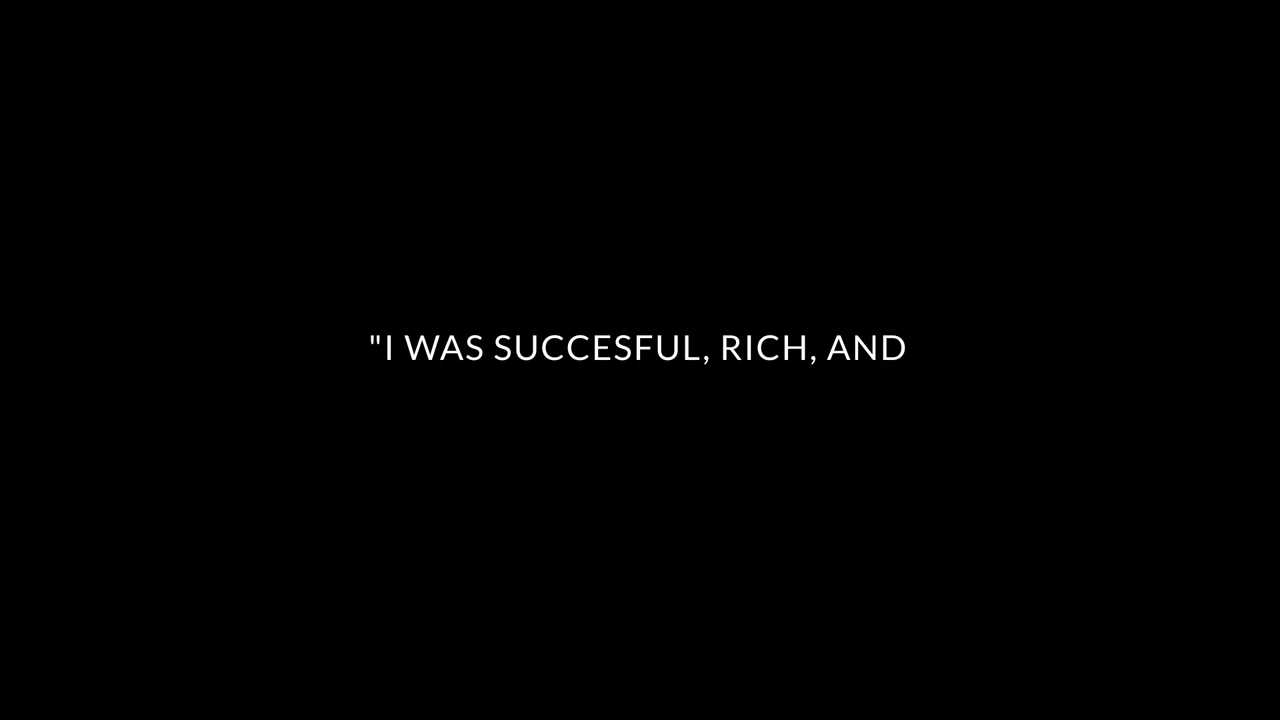 "I WAS SUCCESFUL, RICH, AND